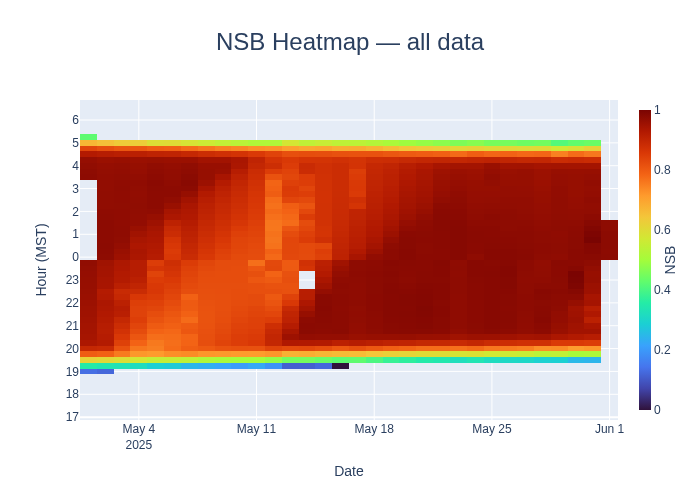 NSB Heatmap — all data
6
5
4
3
2
1
0
23
22
21
20
19
18
17
Hour (MST)
May 4
2025
May 11
May 18
May 25
Jun 1
Date
1
0.8
0.6
0.4
0.2
0
NSB